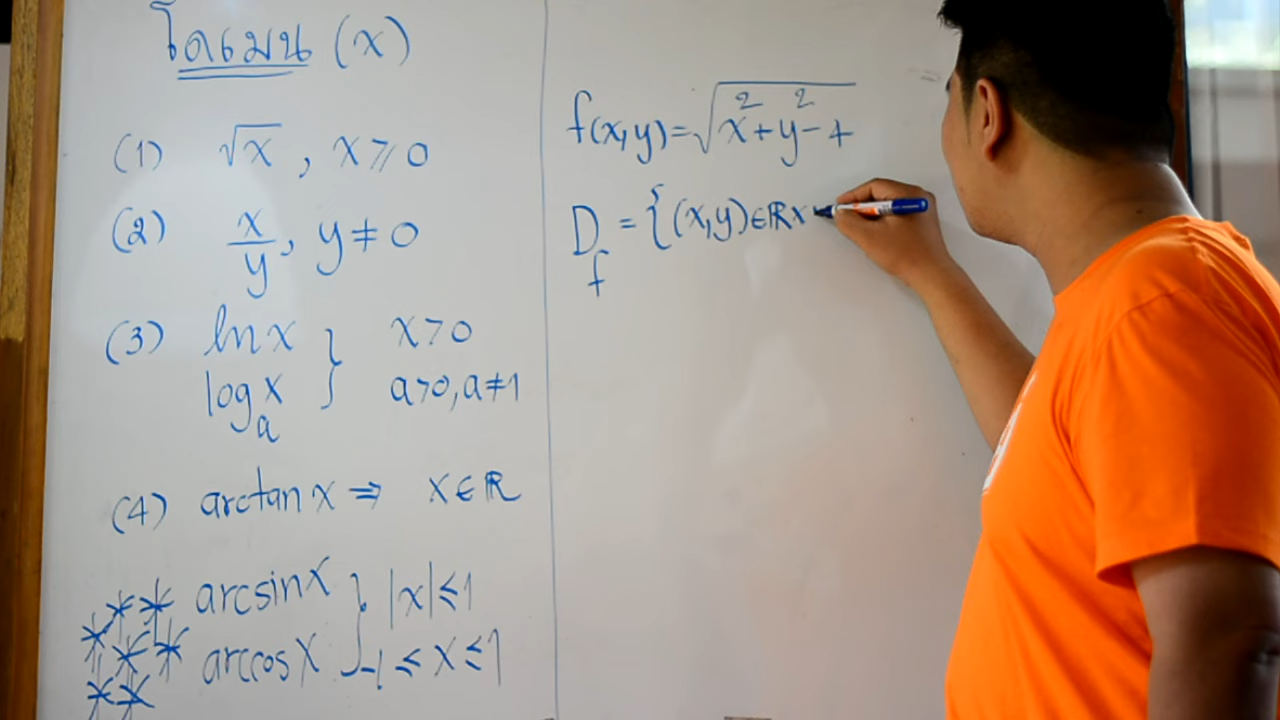 โดเมน (x)
(1) √x , x ≥ 0
(2) x/y , y ≠ 0
(3) ln x } x > 0
logₐ x } a>0, a≠1
(4) arctan x ⇒ x ∈ ℝ
******* arcsin x } |x| ≤ 1
arccos x } -1 ≤ x ≤ 1
f(x,y) = √x² + y² - 4
D_f = {(x,y) ∈ ℝ x